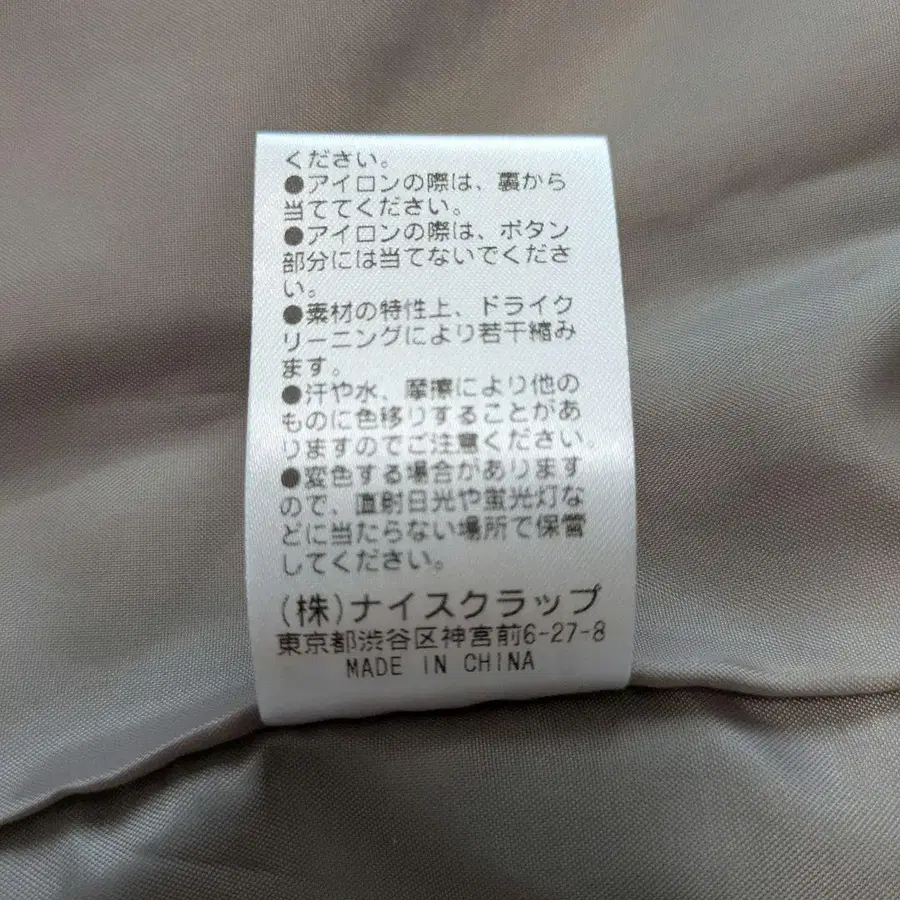 ください。
●アイロンの際は、裏から
当ててください。
●アイロンの際は、ボタン
部分には当てないでくださ
い。
●素材の特性上、ドライク
リーニングにより若干縮み
ます。
●汗や水、摩擦により他の
ものに色移りすることがあ
りますのでご注意ください。
●変色する場合があります
ので、直射日光や蛍光灯な
どに当たらない場所で保管
してください。
(株)ナイスクラップ
東京都渋谷区神宮前6-27-8
MADE IN CHINA